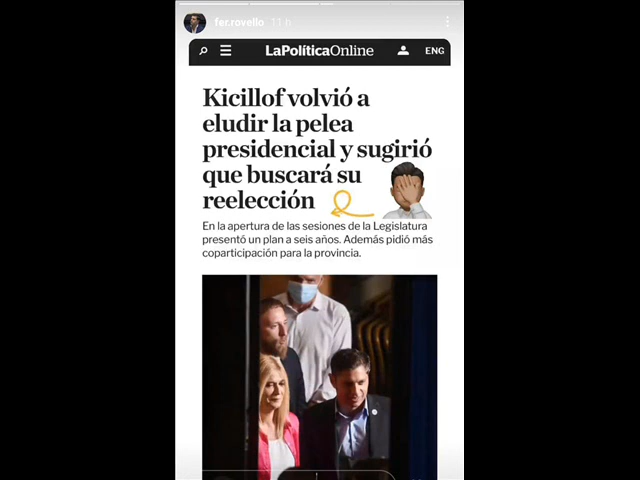 fer.rovello 11 h
LaPolíticaOnline ENG
Kicillof volvió a
eludir la pelea
presidencial y sugirió
que buscará su
reelección
En la apertura de las sesiones de la Legislatura
presentó un plan a seis años. Además pidió más
coparticipación para la provincia.